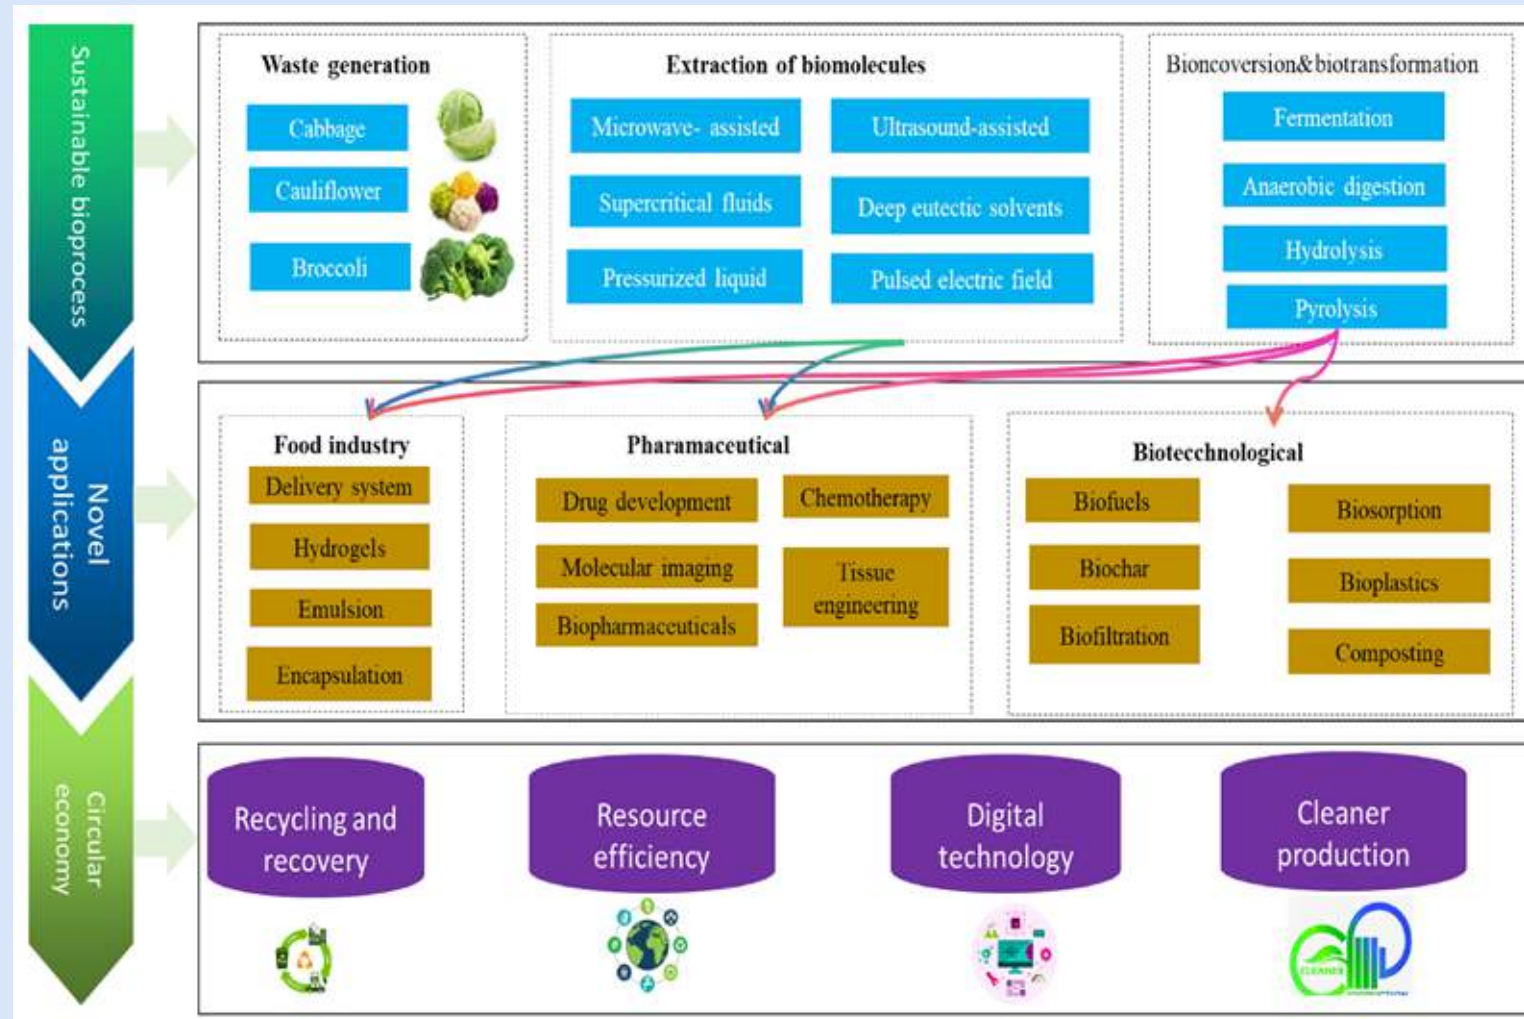 Sustainable bioprocess
Waste generation
Cabbage
Cauliflower
Broccoli
Extraction of biomolecules
Microwave- assisted
Ultrasound-assisted
Supercritical fluids
Deep eutectic solvents
Pressurized liquid
Pulsed electric field
Bioncoversion&biotransformation
Fermentation
Anaerobic digestion
Hydrolysis
Pyrolysis
Novel
applications
Food industry
Delivery system
Hydrogels
Emulsion
Encapsulation
Pharamaceutical
Drug development
Chemotherapy
Molecular imaging
Tissue
engineering
Biopharmaceuticals
Biotecchnological
Biofuels
Biosorption
Biochar
Bioplastics
Biofiltration
Composting
Circular
economy
Recycling and
recovery
Resource
efficiency
Digital
technology
Cleaner
production
CLEANER